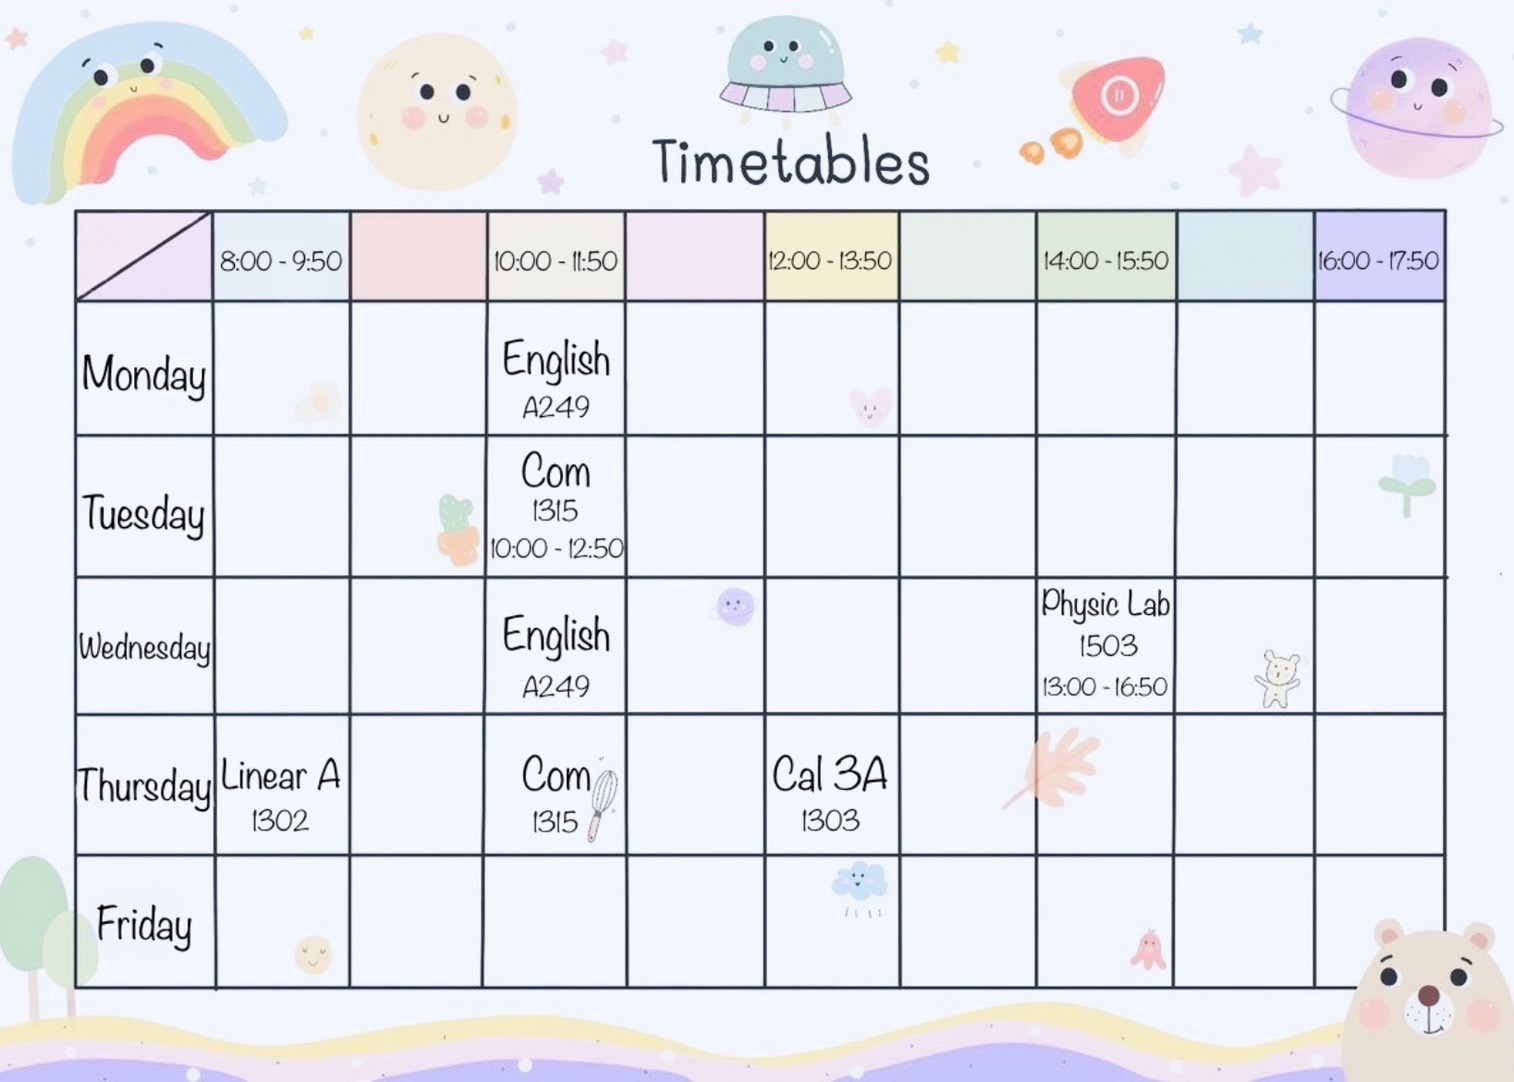 Timetables
8:00 - 9:50
10:00 - 11:50
12:00 - 13:50
14:00 - 15:50
16:00 - 17:50
Monday
English
A249
Tuesday
Com
1315
10:00 - 12:50
Wednesday
English
A249
Physic Lab
1503
13:00 - 16:50
Thursday
Linear A
1302
Com
1315
Cal 3A
1303
Friday